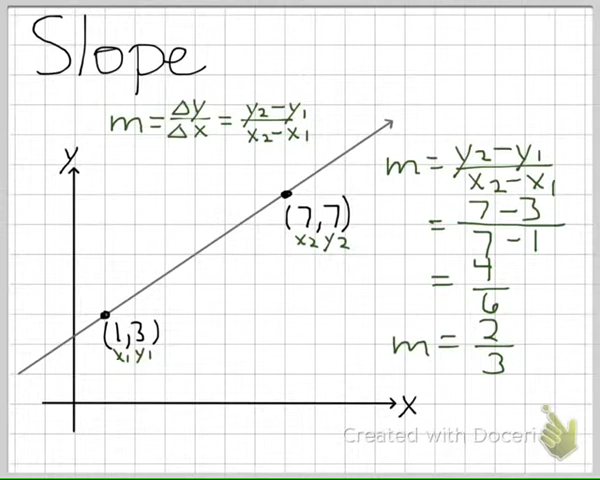 Slope
m = Δy/Δx = y₂-y₁/x₂-x₁
y
(7,7)
x₂ y₂
(1,3)
x₁ y₁
x
m = y₂-y₁/x₂-x₁
= 7-3/7-1
= 4/6
m = 2/3
Created with Doceri